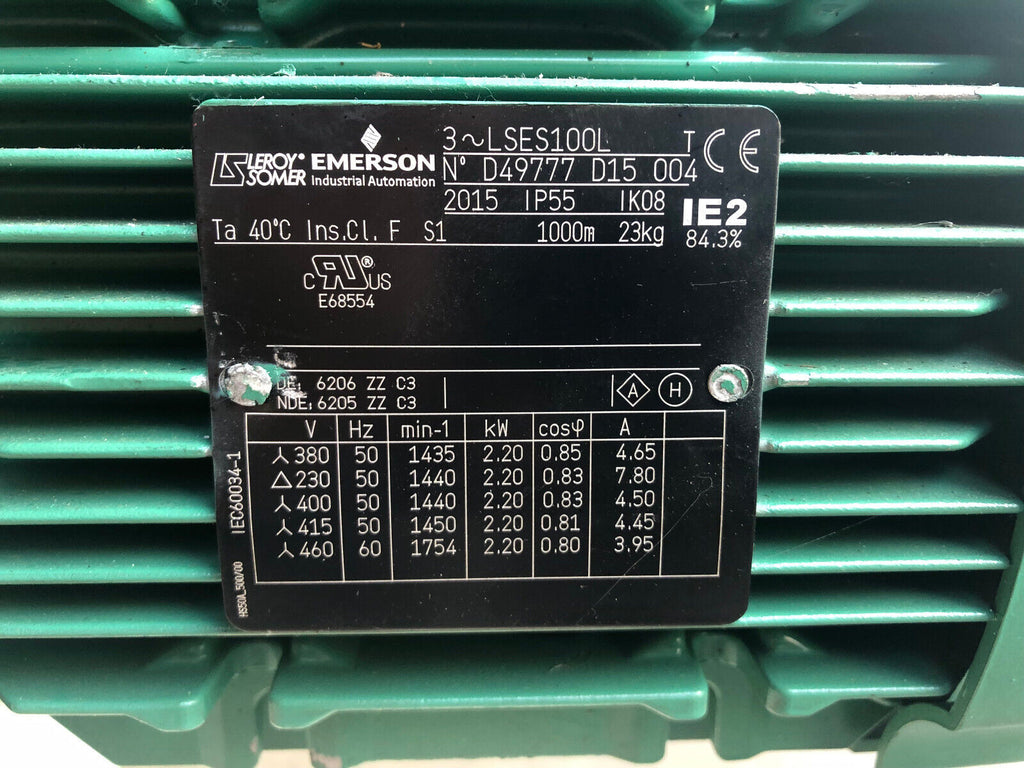 3~LSES100L T CE
LEROY® SOMER EMERSON Industrial Automation
N° D49777 D15 004
2015 IP55 IK08
IE2
84.3%
Ta 40°C Ins.Cl. F S1 1000m 23kg
cRU®US
E68554
DE: 6206 ZZ C3
NDE: 6205 ZZ C3
A H
V Hz min-1 kW cosφ A
⅄ 380 50 1435 2.20 0.85 4.65
△ 230 50 1440 2.20 0.83 7.80
⅄ 400 50 1440 2.20 0.83 4.50
⅄ 415 50 1450 2.20 0.81 4.45
⅄ 460 60 1754 2.20 0.80 3.95
IEC60034-1